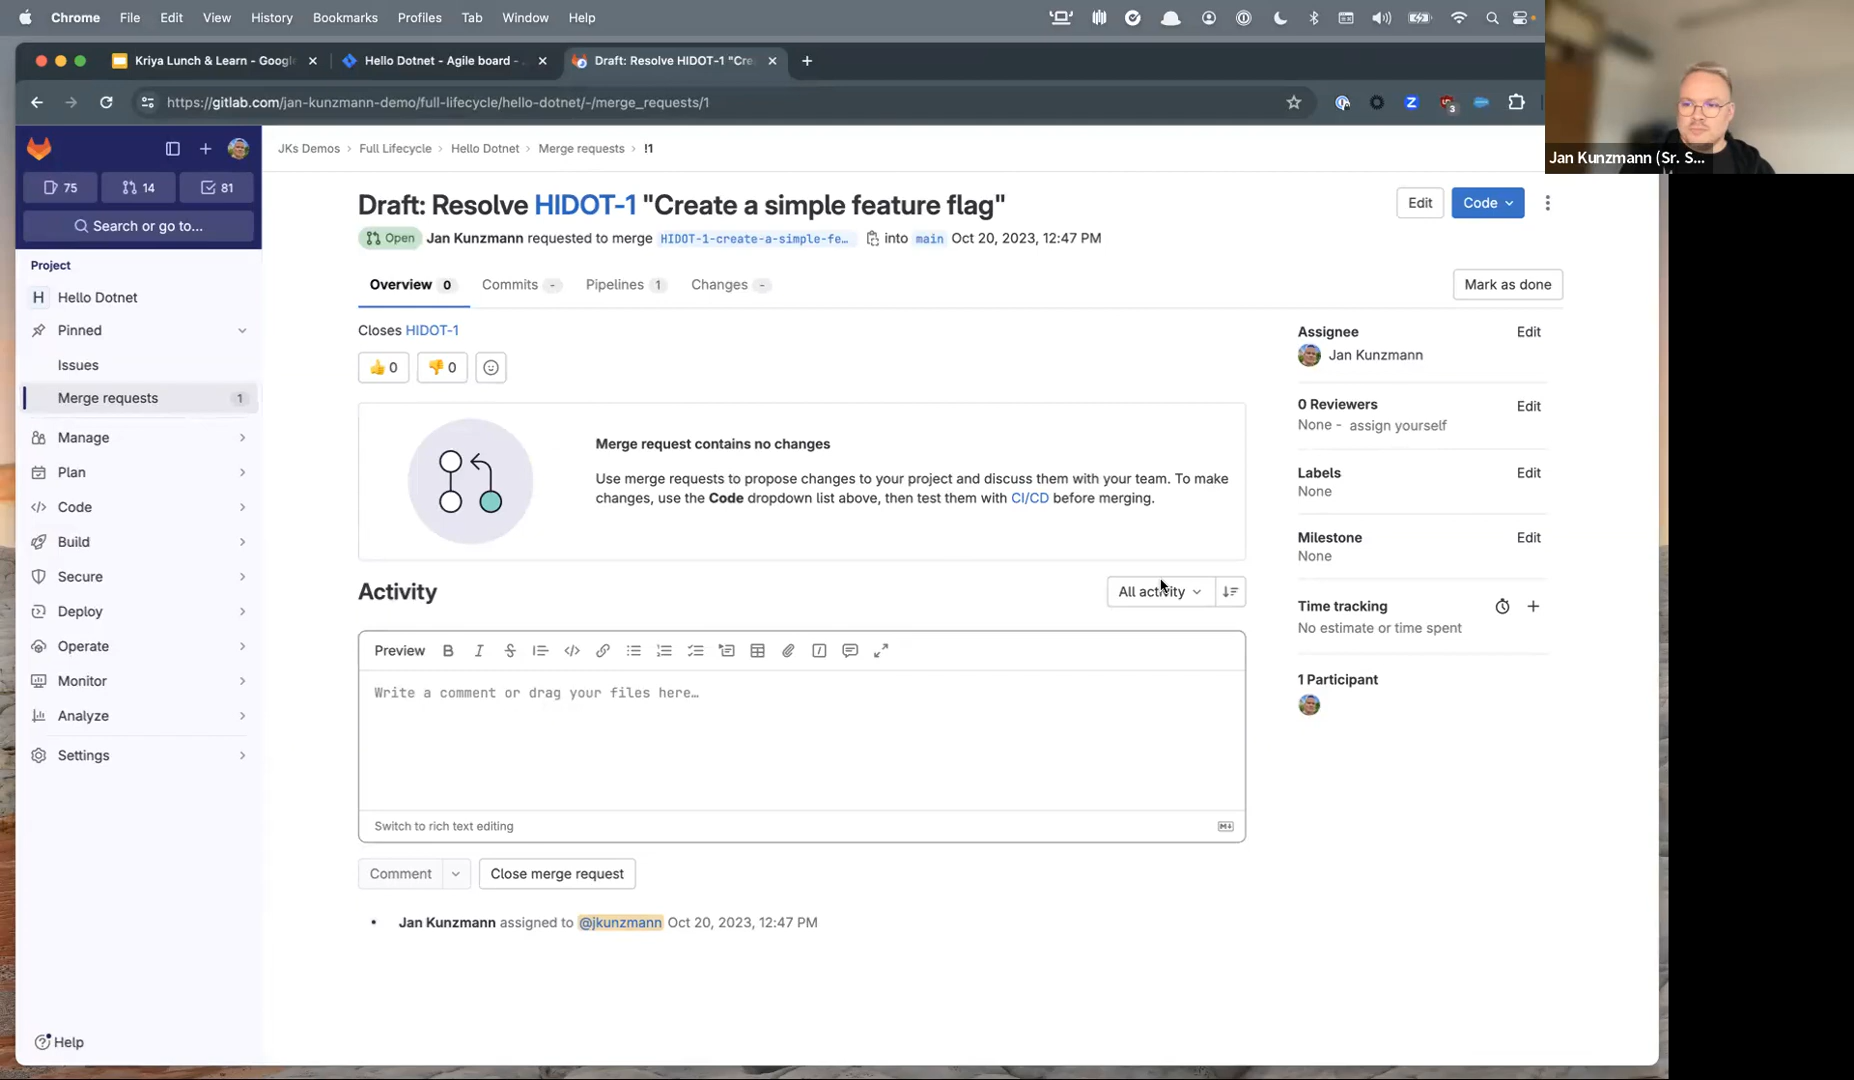 Chrome File Edit View History Bookmarks Profiles Tab Window Help
Kriya Lunch & Learn - Google
Hello Dotnet - Agile board -
Draft: Resolve HIDOT-1 "Cre
https://gitlab.com/jan-kunzmann-demo/full-lifecycle/hello-dotnet/-/merge_requests/1
Z
3
Jan Kunzmann (Sr. S...
75
14
81
Search or go to...
Project
H Hello Dotnet
Pinned
Issues
Merge requests 1
Manage
Plan
Code
Build
Secure
Deploy
Operate
Monitor
Analyze
Settings
Help
JKs Demos › Full Lifecycle › Hello Dotnet › Merge requests › !1
Draft: Resolve HIDOT-1 "Create a simple feature flag"
Edit
Code
Open Jan Kunzmann requested to merge HIDOT-1-create-a-simple-fe… into main Oct 20, 2023, 12:47 PM
Overview 0 Commits - Pipelines 1 Changes -
Mark as done
Closes HIDOT-1
👍 0 👎 0
Merge request contains no changes
Use merge requests to propose changes to your project and discuss them with your team. To make
changes, use the Code dropdown list above, then test them with CI/CD before merging.
Activity
All activity
Preview B I S
Write a comment or drag your files here…
Switch to rich text editing
Comment
Close merge request
• Jan Kunzmann assigned to @jkunzmann Oct 20, 2023, 12:47 PM
Assignee Edit
Jan Kunzmann
0 Reviewers Edit
None - assign yourself
Labels Edit
None
Milestone Edit
None
Time tracking
No estimate or time spent
1 Participant